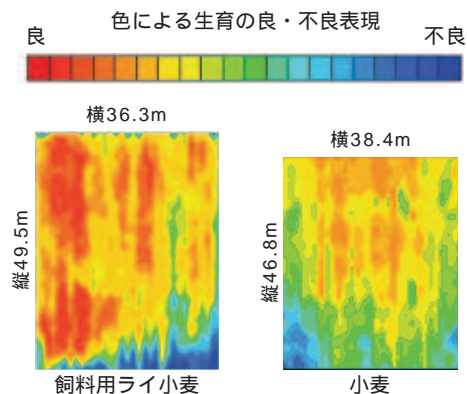 色による生育の良・不良表現
良
不良
横36.3m
横38.4m
縦49.5m
縦46.8m
飼料用ライ小麦
小麦